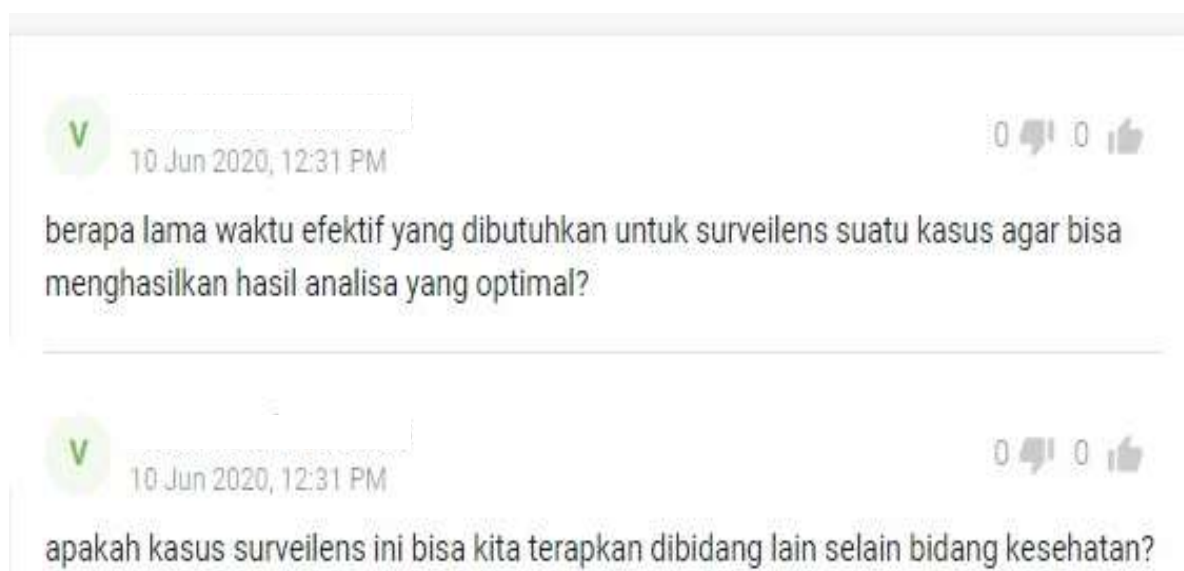 V
0 0
10 Jun 2020, 12:31 PM
berapa lama waktu efektif yang dibutuhkan untuk surveilens suatu kasus agar bisa
menghasilkan hasil analisa yang optimal?
V
0 0
10 Jun 2020, 12:31 PM
apakah kasus surveilens ini bisa kita terapkan dibidang lain selain bidang kesehatan?